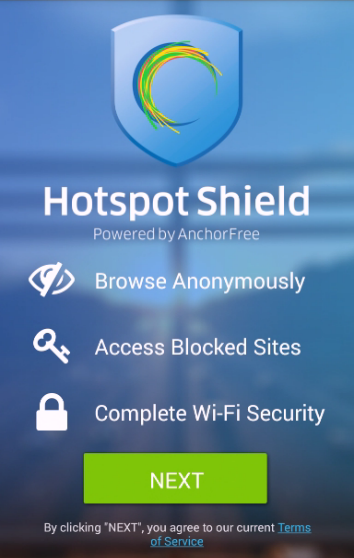 Hotspot Shield
Powered by AnchorFree
Browse Anonymously
Access Blocked Sites
Complete Wi-Fi Security
NEXT
By clicking "NEXT", you agree to our current Terms
of Service